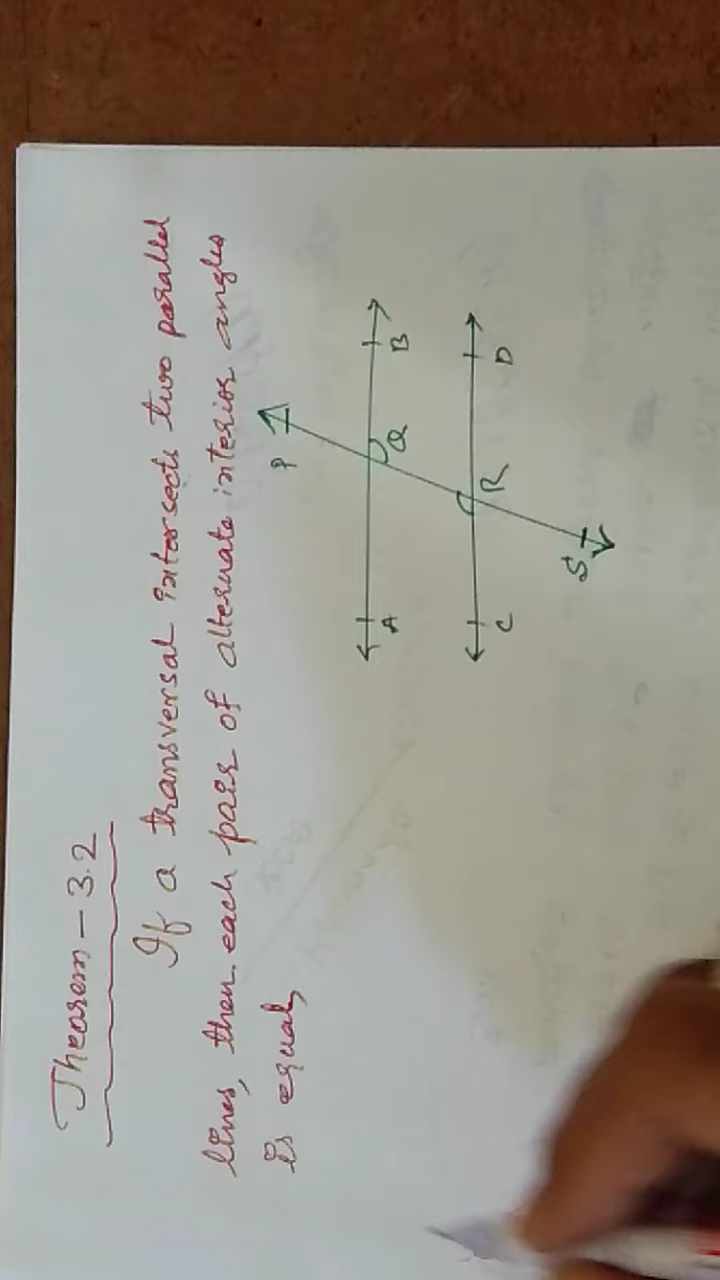 Theorem - 3.2
If a transversal intersects two parallel
lines, then each pair of alternate interior angles
is equal,
P
Q
A
B
R
C
D
S